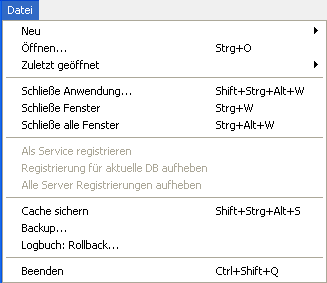 Datei
Neu
Öffnen... Strg+O
Zuletzt geöffnet
Schließe Anwendung... Shift+Strg+Alt+W
Schließe Fenster Strg+W
Schließe alle Fenster Strg+Alt+W
Als Service registrieren
Registrierung für aktuelle DB aufheben
Alle Server Registrierungen aufheben
Cache sichern Shift+Strg+Alt+S
Backup...
Logbuch: Rollback...
Beenden Ctrl+Shift+Q